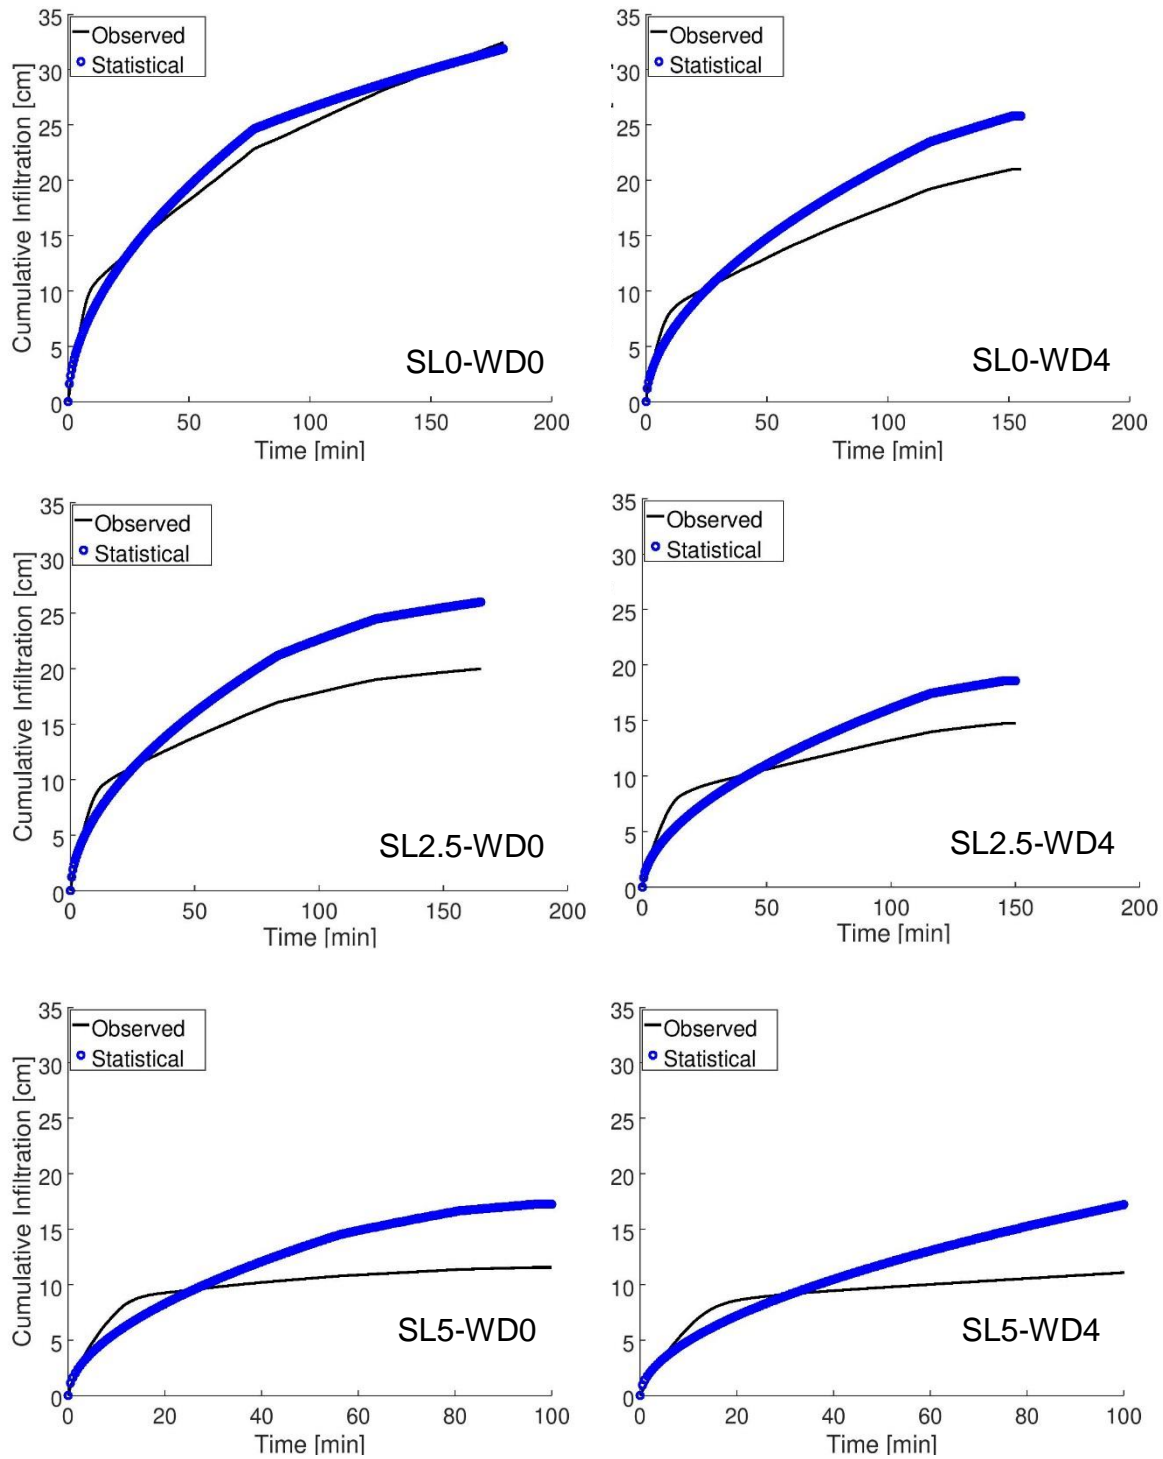 35
30
25
20
15
10
5
0
Cumulative Infiltration [cm]
Observed
Statistical
SL0-WD0
0 50 100 150 200
Time [min]
35
30
25
20
15
10
5
0
Observed
Statistical
SL0-WD4
0 50 100 150 200
Time [min]
35
30
25
20
15
10
5
0
Cumulative Infiltration [cm]
Observed
Statistical
SL2.5-WD0
0 50 100 150 200
Time [min]
35
30
25
20
15
10
5
0
Observed
Statistical
SL2.5-WD4
0 50 100 150 200
Time [min]
35
30
25
20
15
10
5
0
Cumulative Infiltration [cm]
Observed
Statistical
SL5-WD0
0 20 40 60 80 100
Time [min]
35
30
25
20
15
10
5
0
Observed
Statistical
SL5-WD4
0 20 40 60 80 100
Time [min]